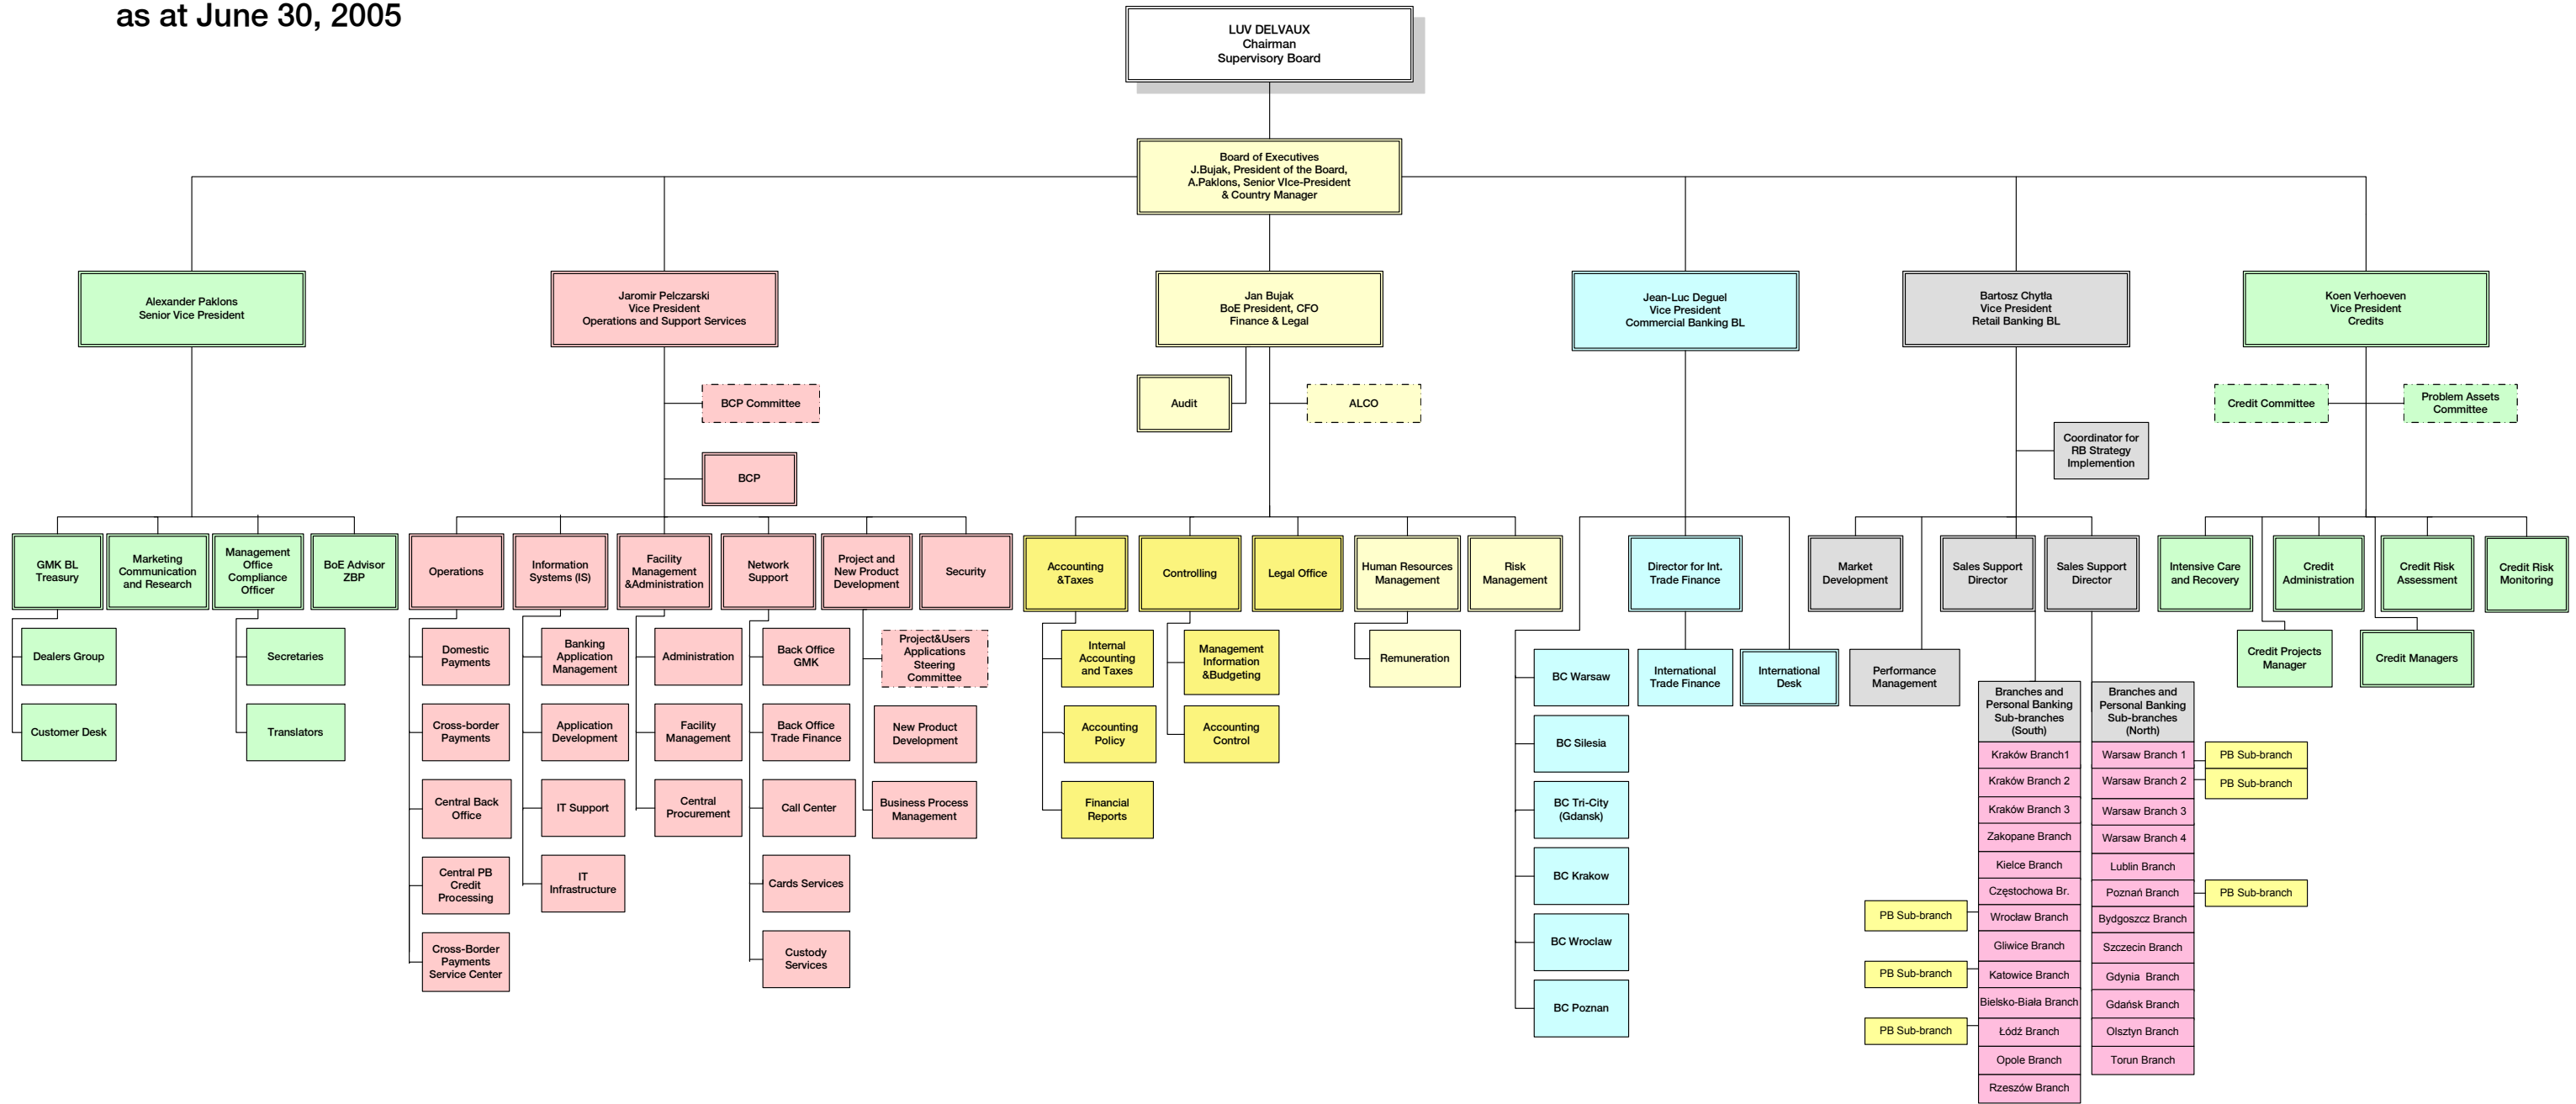 as at June 30, 2005
LUV DELVAUX
Chairman
Supervisory Board
Board of Executives
J.Bujak, President of the Board,
A.Paklons, Senior VIce-President
& Country Manager
Alexander Paklons
Senior Vice President
Jaromir Pelczarski
Vice President
Operations and Support Services
Jan Bujak
BoE President, CFO
Finance & Legal
Jean-Luc Deguel
Vice President
Commercial Banking BL
Bartosz Chytła
Vice President
Retail Banking BL
Koen Verhoeven
Vice President
Credits
BCP Committee
BCP
Audit
ALCO
Coordinator for
RB Strategy
Implemention
Credit Committee
Problem Assets
Committee
GMK BL
Treasury
Marketing
Communication
and Research
Management
Office
Compliance
Officer
BoE Advisor
ZBP
Operations
Information
Systems (IS)
Facility
Management
&Administration
Network
Support
Project and
New Product
Development
Security
Accounting
&Taxes
Controlling
Legal Office
Human Resources
Management
Risk
Management
Director for Int.
Trade Finance
Market
Development
Sales Support
Director
Sales Support
Director
Intensive Care
and Recovery
Credit
Administration
Credit Risk
Assessment
Credit Risk
Monitoring
Dealers Group
Customer Desk
Secretaries
Translators
Domestic
Payments
Cross-border
Payments
Central Back
Office
Central PB
Credit
Processing
Cross-Border
Payments
Service Center
Banking
Application
Management
Application
Development
IT Support
IT
Infrastructure
Administration
Facility
Management
Central
Procurement
Back Office
GMK
Back Office
Trade Finance
Call Center
Cards Services
Custody
Services
Project&Users
Applications
Steering
Committee
New Product
Development
Business Process
Management
Internal
Accounting
and Taxes
Accounting
Policy
Financial
Reports
Management
Information
&Budgeting
Accounting
Control
Remuneration
BC Warsaw
BC Silesia
BC Tri-City
(Gdansk)
BC Krakow
BC Wroclaw
BC Poznan
International
Trade Finance
International
Desk
Performance
Management
Branches and
Personal Banking
Sub-branches
(South)
Kraków Branch1
Kraków Branch 2
Kraków Branch 3
Zakopane Branch
Kielce Branch
Częstochowa Br.
Wrocław Branch
Gliwice Branch
Katowice Branch
Bielsko-Biała Branch
Łódź Branch
Opole Branch
Rzeszów Branch
PB Sub-branch
PB Sub-branch
PB Sub-branch
Branches and
Personal Banking
Sub-branches
(North)
Warsaw Branch 1
Warsaw Branch 2
Warsaw Branch 3
Warsaw Branch 4
Lublin Branch
Poznań Branch
Bydgoszcz Branch
Szczecin Branch
Gdynia Branch
Gdańsk Branch
Olsztyn Branch
Torun Branch
PB Sub-branch
PB Sub-branch
PB Sub-branch
Credit Projects
Manager
Credit Managers